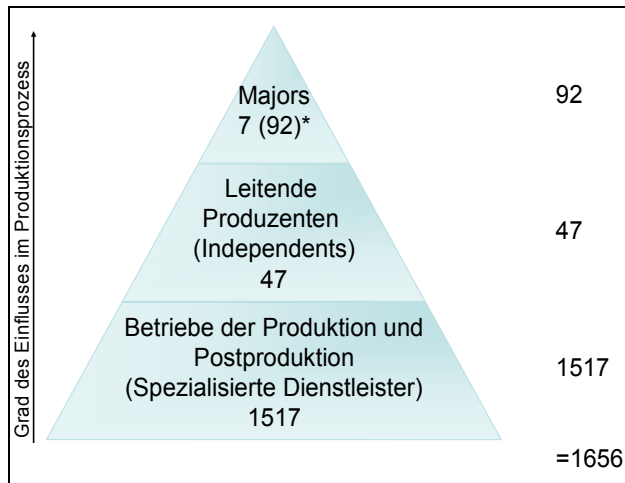 Grad des Einflusses im Produktionsprozess
Majors
7 (92)*
92
Leitende
Produzenten
(Independents)
47
47
Betriebe der Produktion und
Postproduktion
(Spezialisierte Dienstleister)
1517
1517
=1656